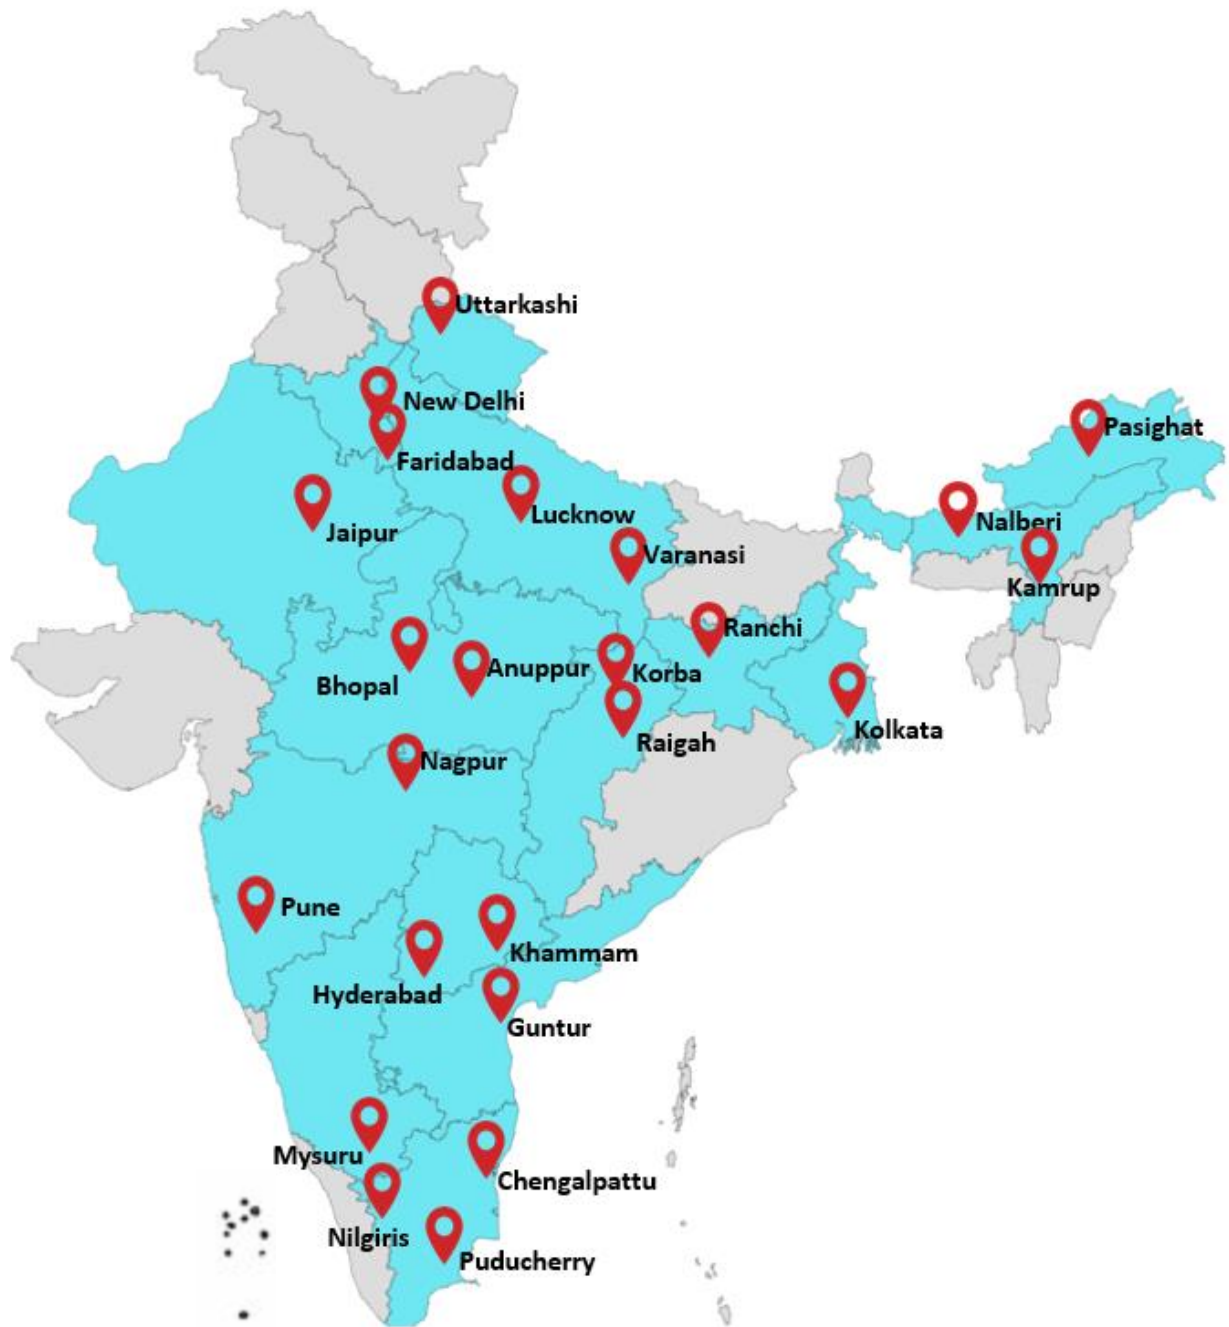 Uttarkashi
New Delhi
Pasighat
Faridabad
Lucknow
Nalberi
Jaipur
Varanasi
Kamrup
Ranchi
Anuppur
Korba
Bhopal
Kolkata
Raigah
Nagpur
Pune
Khammam
Hyderabad
Guntur
Mysuru
Chengalpattu
Nilgiris
Puducherry